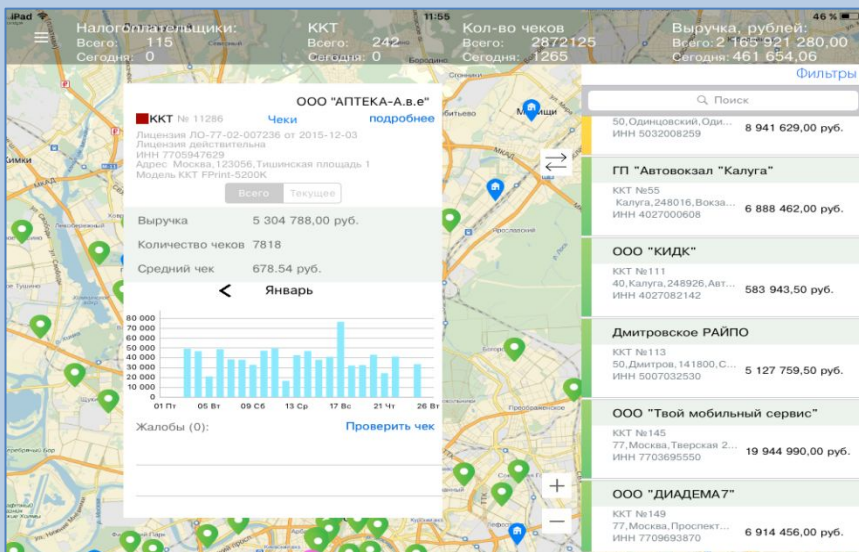 iPad
11:55
46 %
Налогоплательщики:
Всего: 115
Сегодня: 0
ККТ
Всего: 242
Сегодня: 0
Кол-во чеков
Всего: 2872125
Сегодня: 1265
Выручка, рублей:
Всего: 2 165 921 280,00
Сегодня: 461 654,06
Фильтры
Поиск
ООО "АПТЕКА-А.в.е"
ККТ № 11286 Чеки подробнее
Лицензия ЛО-77-02-007236 от 2015-12-03
Лицензия действительна
ИНН 7705947629
Адрес Москва,123056,Тишинская площадь 1
Модель ККТ FPrint-5200K
Всего Текущее
Выручка 5 304 788,00 руб.
Количество чеков 7818
Средний чек 678.54 руб.
< Январь
80 000
70 000
60 000
50 000
40 000
30 000
20 000
10 000
0
01 Пт 05 Вт 09 Сб 13 Ср 17 Вс 21 Чт 26 Вт
Жалобы (0): Проверить чек
50,Одинцовский,Оди...
ИНН 5032008259
8 941 629,00 руб.
ГП "Автовокзал "Калуга"
ККТ №55
Калуга,248016,Вокза...
ИНН 4027000608
6 888 462,00 руб.
ООО "КИДК"
ККТ №111
40,Калуга,248926,Авт...
ИНН 4027082142
583 943,50 руб.
Дмитровское РАЙПО
ККТ №113
50,Дмитров,141800,С...
ИНН 5007032530
5 127 759,50 руб.
ООО "Твой мобильный сервис"
ККТ №145
77,Москва,Тверская 2...
ИНН 7703695550
19 944 990,00 руб.
ООО "ДИАДЕМА7"
ККТ №149
77,Москва,Проспект...
ИНН 7709693870
6 914 456,00 руб.
МКАД
Ярославский
Преображенское
+
−